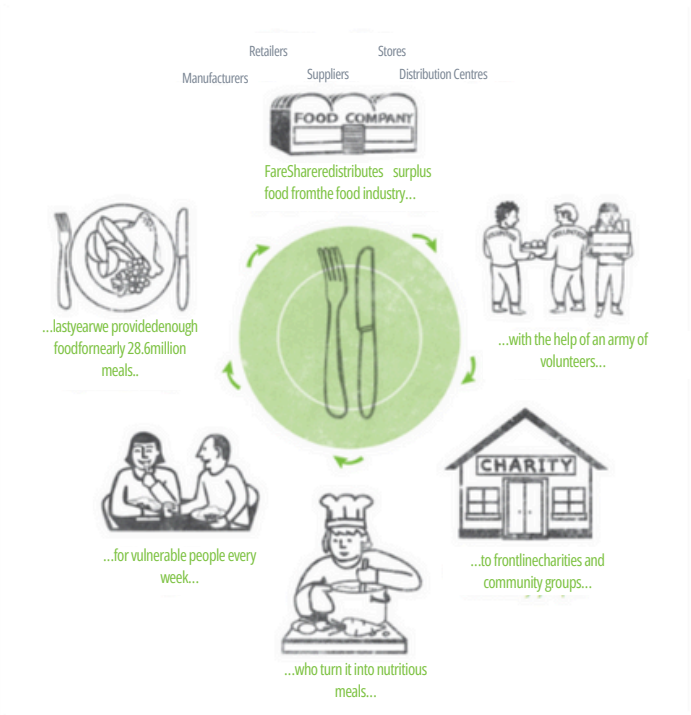 Retailers Stores
Manufacturers Suppliers Distribution Centres
FOOD COMPANY
FareShareredistributes surplus
food fromthe food industry...
VOLUNTEER VOLUNTEER
...with the help of an army of
volunteers...
CHARITY
...to frontlinecharities and
community groups...
...who turn it into nutritious
meals...
...for vulnerable people every
week...
...lastyearwe providedenough
foodfornearly 28.6million
meals..